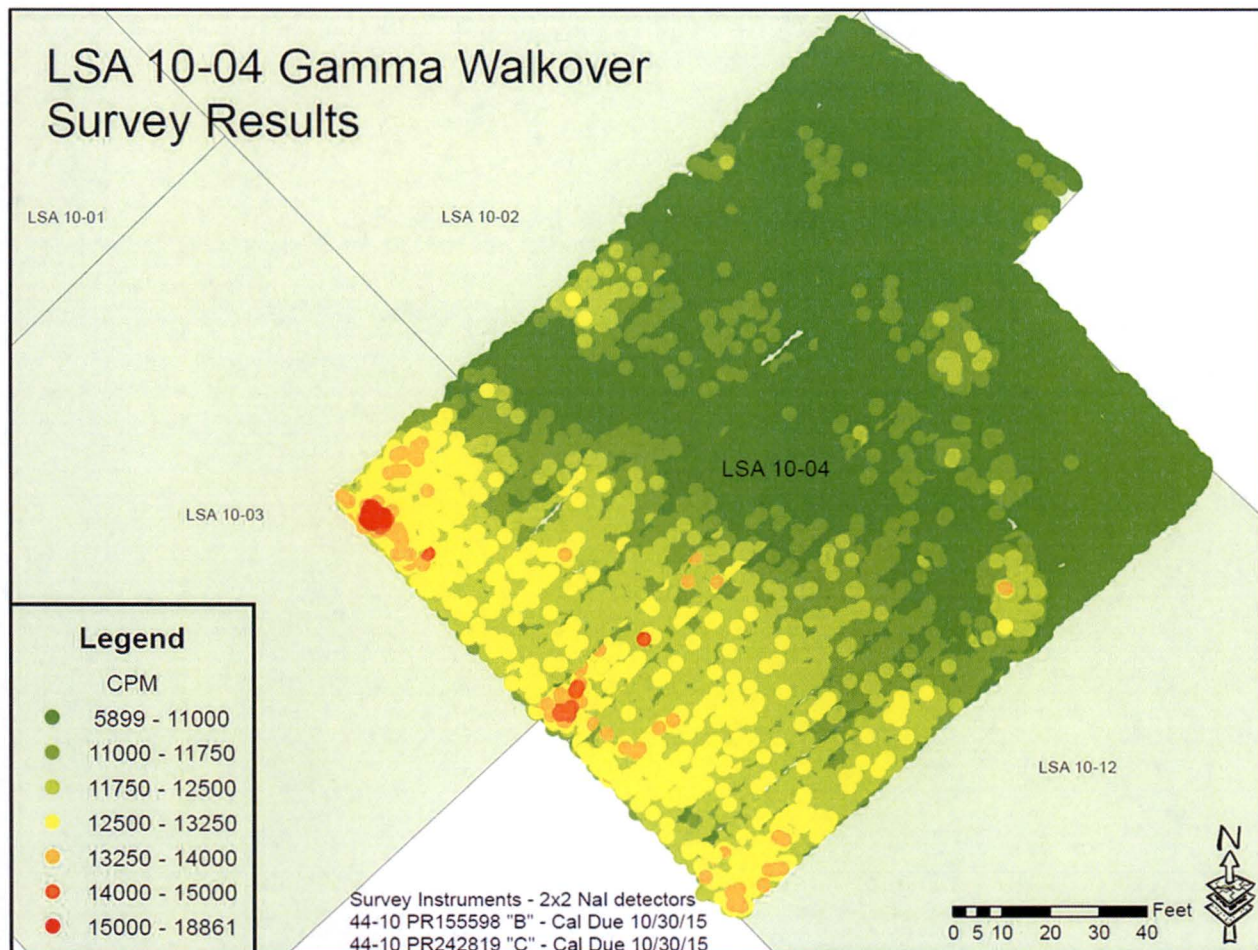 LSA 10-04 Gamma Walkover
Survey Results
LSA 10-01
LSA 10-02
LSA 10-04
LSA 10-03
LSA 10-12
Legend
CPM
5899 - 11000
11000 - 11750
11750 - 12500
12500 - 13250
13250 - 14000
14000 - 15000
15000 - 18861
Survey Instruments - 2x2 NaI detectors
44-10 PR155598 "B" - Cal Due 10/30/15
44-10 PR242819 "C" - Cal Due 10/30/15
N
Feet
0 5 10 20 30 40